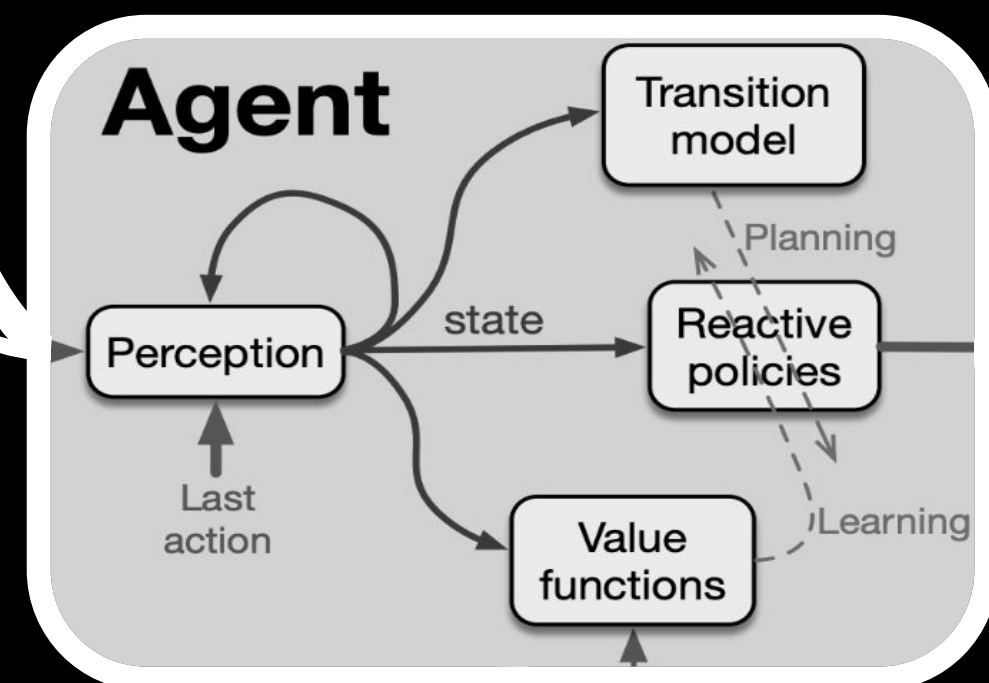 Agent
Transition
model
Planning
state
Reactive
policies
Perception
Last
action
Value
functions
Learning